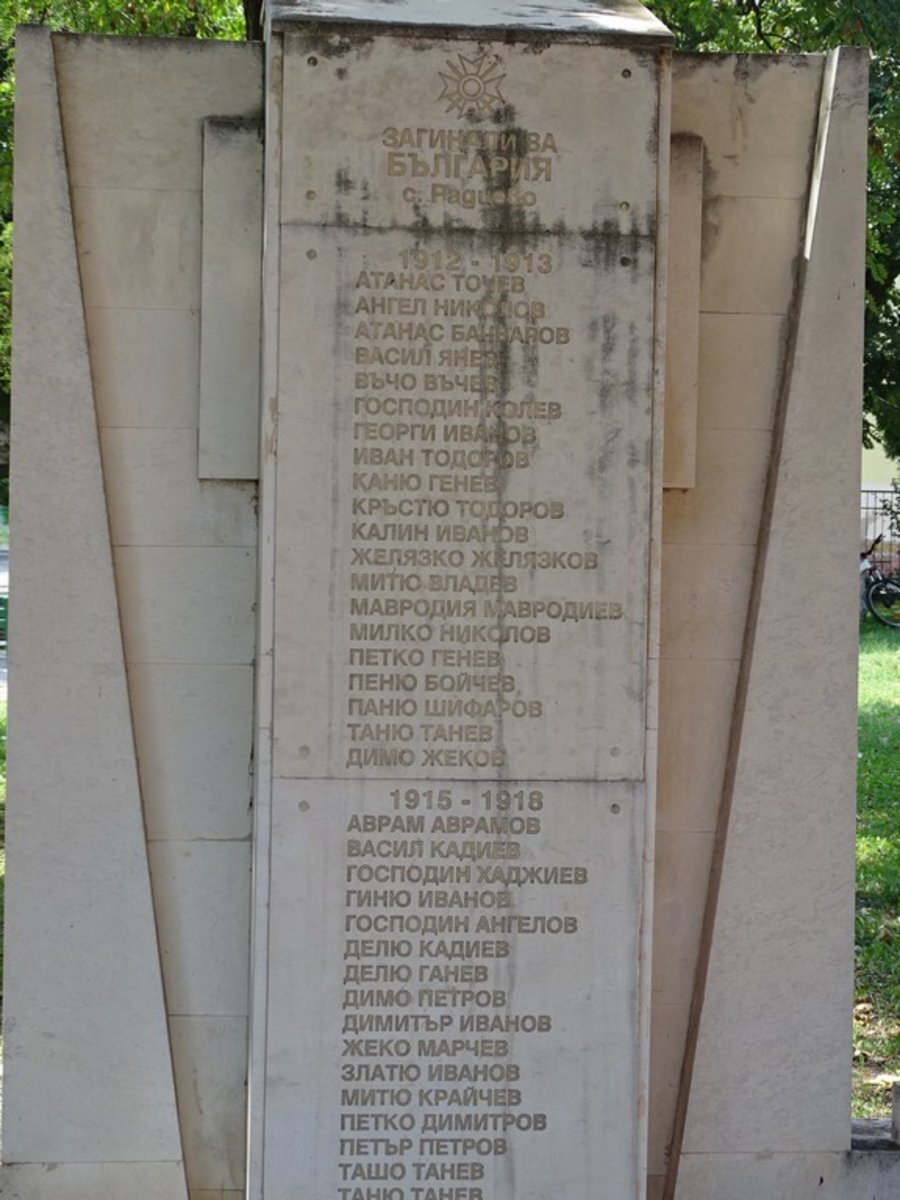 ЗАГИНАЛИ ЗА
БЪЛГАРИЯ
с. Радиево
1912 - 1913
АТАНАС ТОЧЕВ
АНГЕЛ НИКОЛОВ
АТАНАС
ВАСИЛ ЯНЕВ
ВЪЧО ВЪЧЕВ
ГОСПОДИН КОЛЕВ
ГЕОРГИ ИВАНОВ
ИВАН ТОДОРОВ
КАНЮ ГЕНЕВ
КРЪСТЮ ТОДОРОВ
КАЛИН ИВАНОВ
ЖЕЛЯЗКО ЖЕЛЯЗКОВ
МИТЮ ВЛАДЕВ
МАВРОДИЯ МАВРОДИЕВ
МИЛКО НИКОЛОВ
ПЕТКО ГЕНЕВ
ПЕНЮ БОЙЧЕВ
ПАНЮ ШИФАРОВ
ТАНЮ ТАНЕВ
ДИМО ЖЕКОВ
1915 - 1918
АВРАМ АВРАМОВ
ВАСИЛ КАДИЕВ
ГОСПОДИН ХАДЖИЕВ
ГИНЮ ИВАНОВ
ГОСПОДИН АНГЕЛОВ
ДЕЛЮ КАДИЕВ
ДЕЛЮ ГАНЕВ
ДИМО ПЕТРОВ
ДИМИТЪР ИВАНОВ
ЖЕКО МАРЧЕВ
ЗЛАТЮ ИВАНОВ
МИТЮ КРАЙЧЕВ
ПЕТКО ДИМИТРОВ
ПЕТЪР ПЕТРОВ
ТАШО ТАНЕВ
ТАНЮ ТАНЕВ